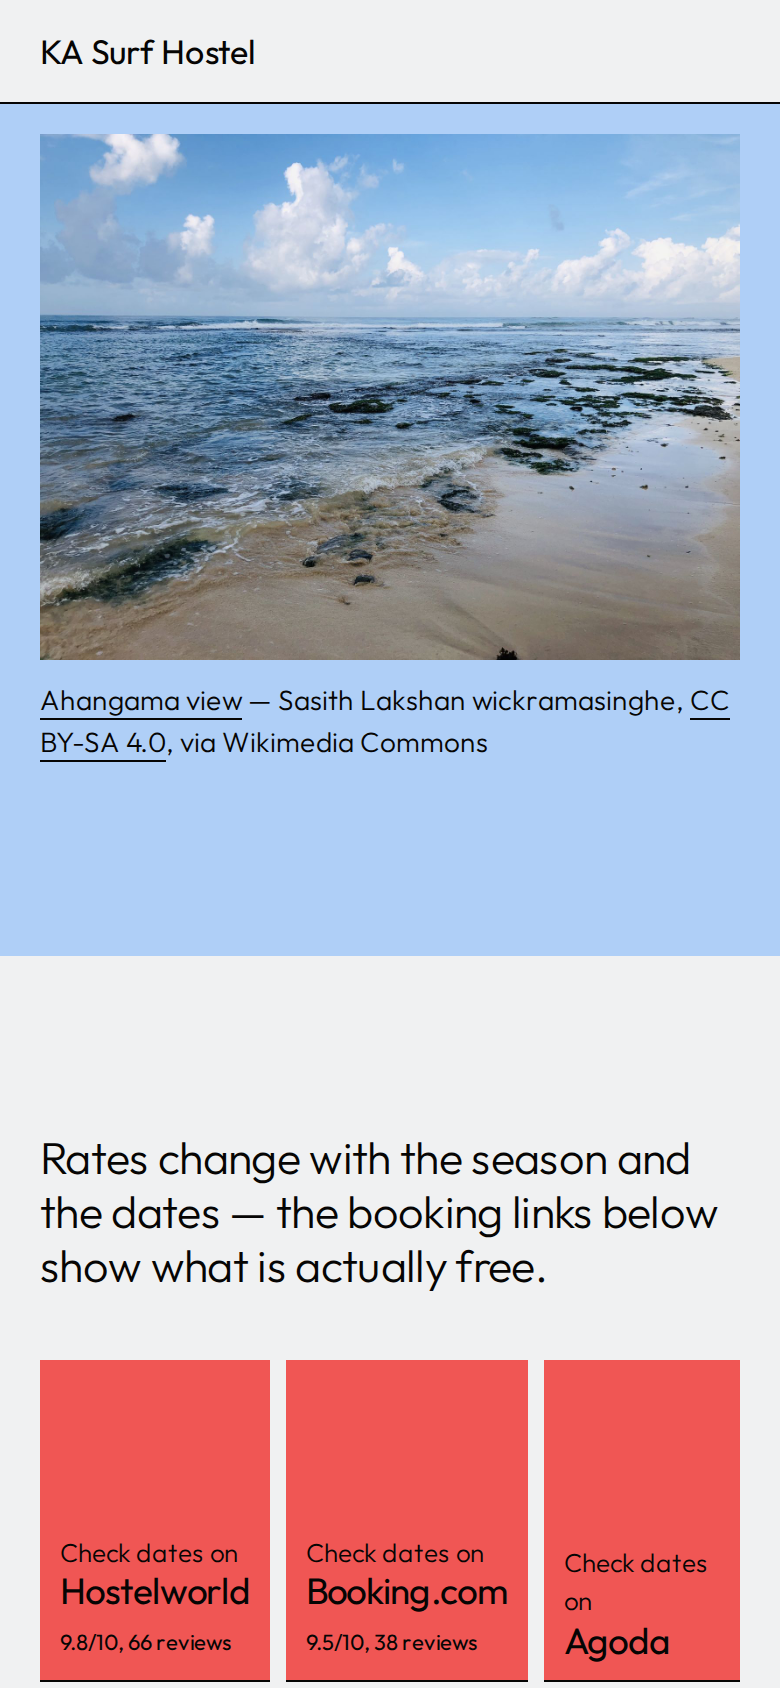 KA Surf Hostel
Ahangama view — Sasith Lakshan wickramasinghe, CC
BY-SA 4.0, via Wikimedia Commons
Rates change with the season and
the dates — the booking links below
show what is actually free.
Check dates on
Hostelworld
9.8/10, 66 reviews
Check dates on
Booking.com
9.5/10, 38 reviews
Check dates
on
Agoda